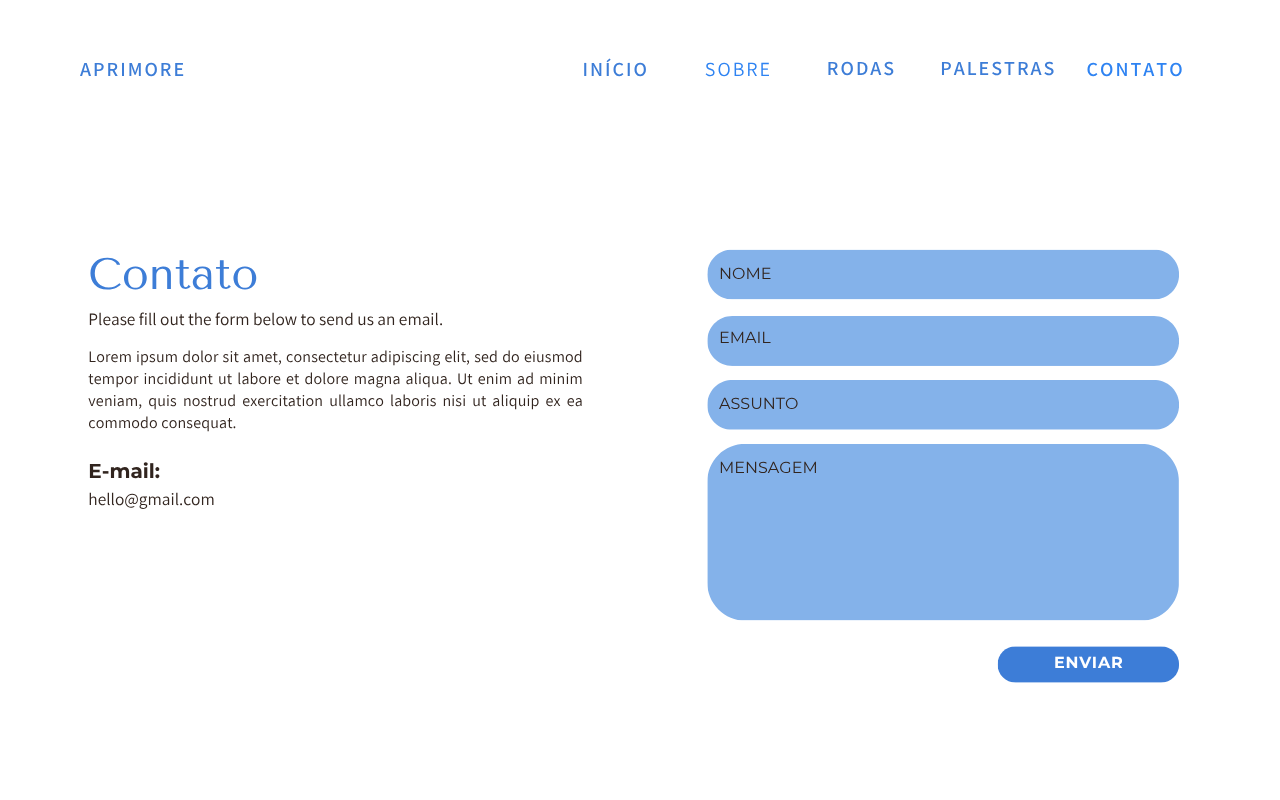 APRIMORE
INÍCIO
SOBRE
RODAS
PALESTRAS
CONTATO
Contato
Please fill out the form below to send us an email.
Lorem ipsum dolor sit amet, consectetur adipiscing elit, sed do eiusmod
tempor incididunt ut labore et dolore magna aliqua. Ut enim ad minim
veniam, quis nostrud exercitation ullamco laboris nisi ut aliquip ex ea
commodo consequat.
E-mail:
hello@gmail.com
NOME
EMAIL
ASSUNTO
MENSAGEM
ENVIAR